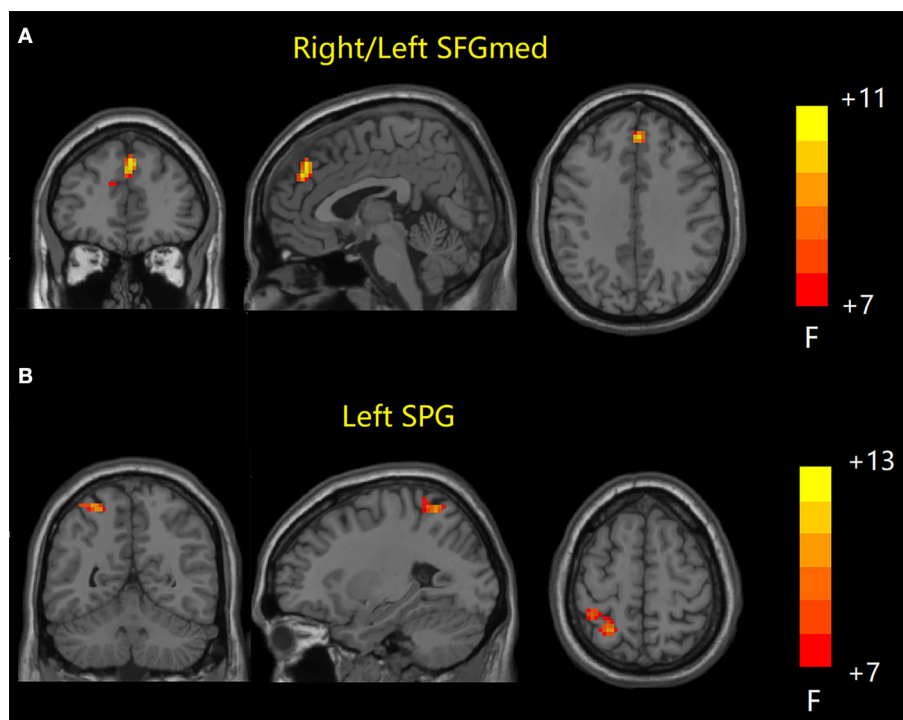 A
Right/Left SFGmed
+11
+7
F
B
Left SPG
+13
+7
F